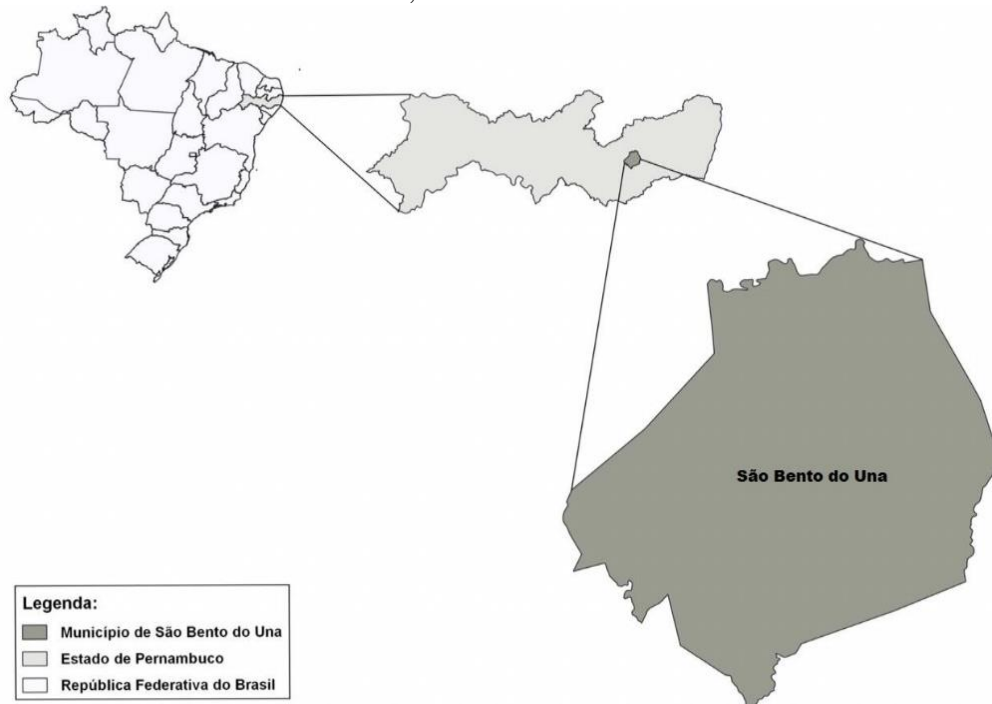 São Bento do Una
Legenda:
Município de São Bento do Una
Estado de Pernambuco
República Federativa do Brasil